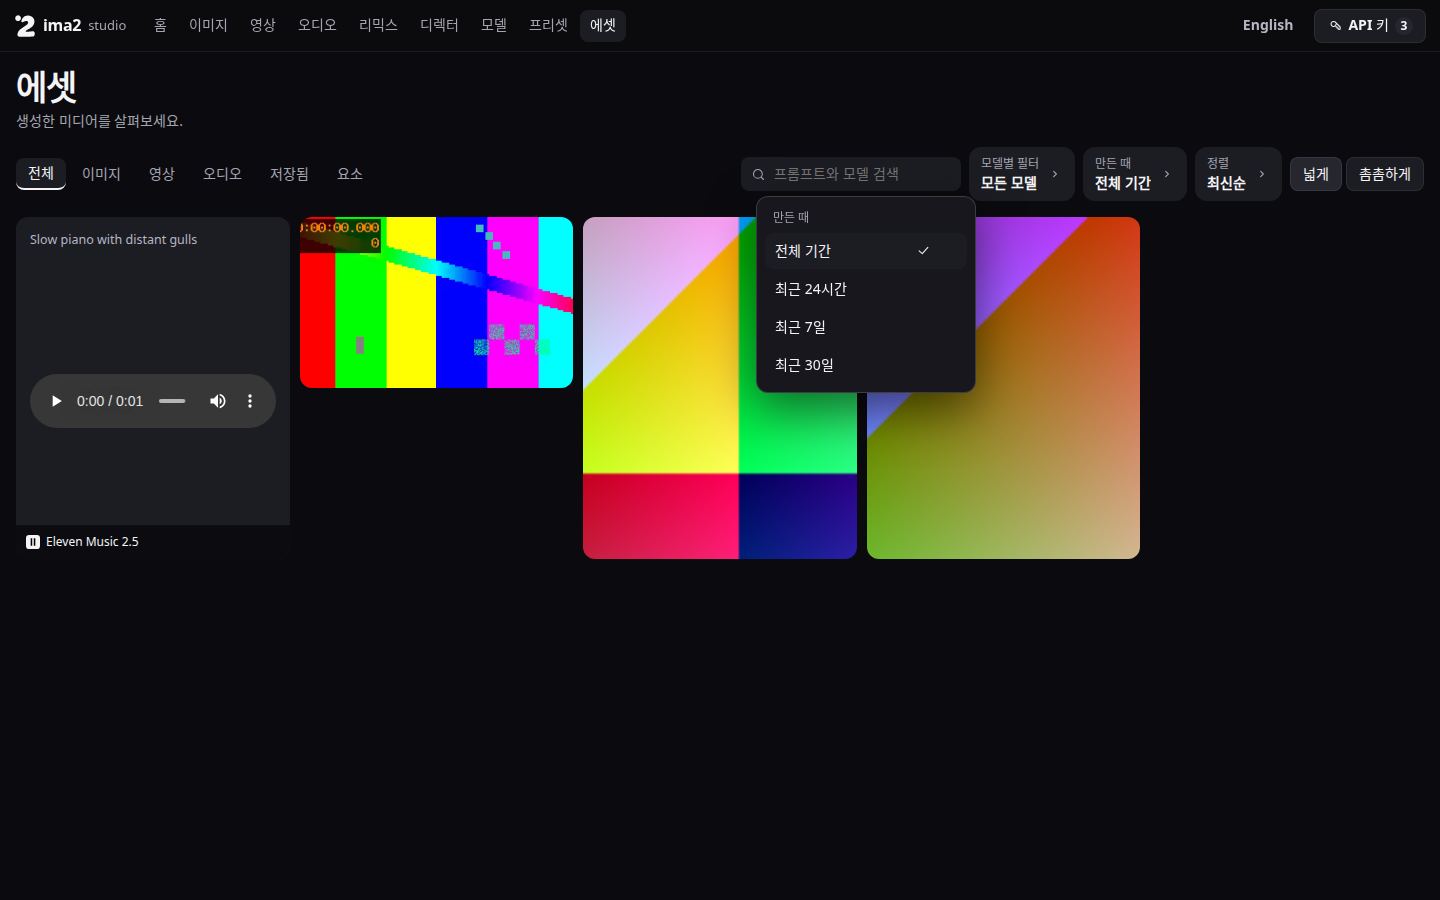 ima2 studio 홈 이미지 영상 오디오 리믹스 디렉터 모델 프리셋 에셋 English API 키 3
에셋
생성한 미디어를 살펴보세요.
전체 이미지 영상 오디오 저장됨 요소
프롬프트와 모델 검색
모델별 필터
모든 모델
만든 때
전체 기간
정렬
최신순
넓게 촘촘하게
만든 때
전체 기간
최근 24시간
최근 7일
최근 30일
Slow piano with distant gulls
0:00 / 0:01
Eleven Music 2.5
:00:00.000
0